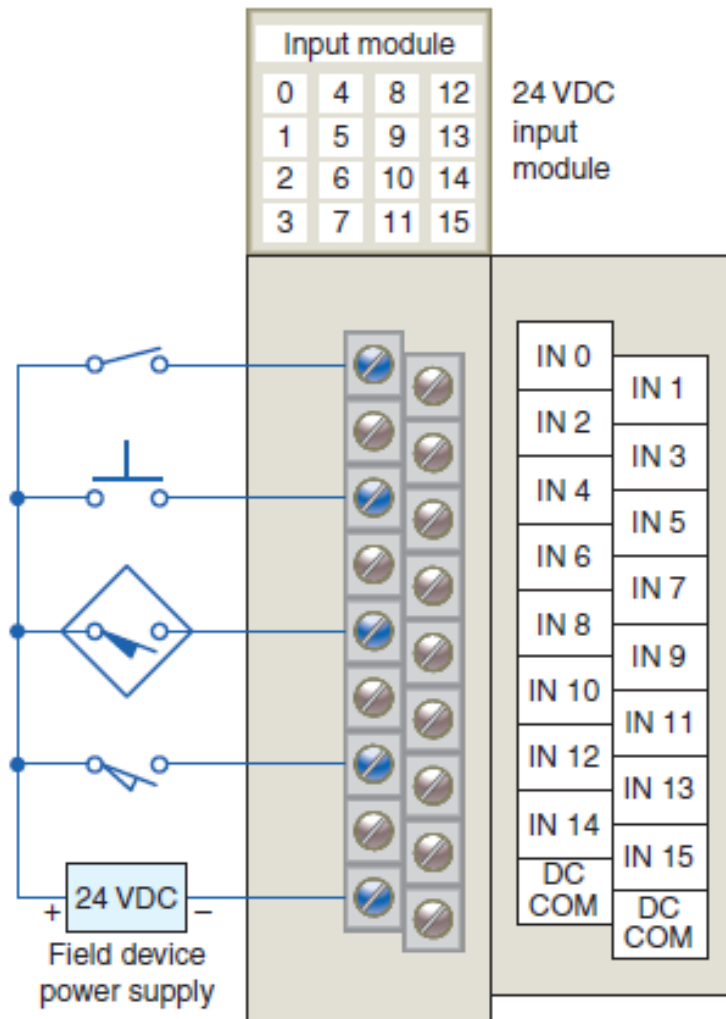 Input module
0 4 8 12
1 5 9 13
2 6 10 14
3 7 11 15
24 VDC
input
module
IN 0
IN 1
IN 2
IN 3
IN 4
IN 5
IN 6
IN 7
IN 8
IN 9
IN 10
IN 11
IN 12
IN 13
IN 14
IN 15
DC
COM
DC
COM
+ 24 VDC –
Field device
power supply